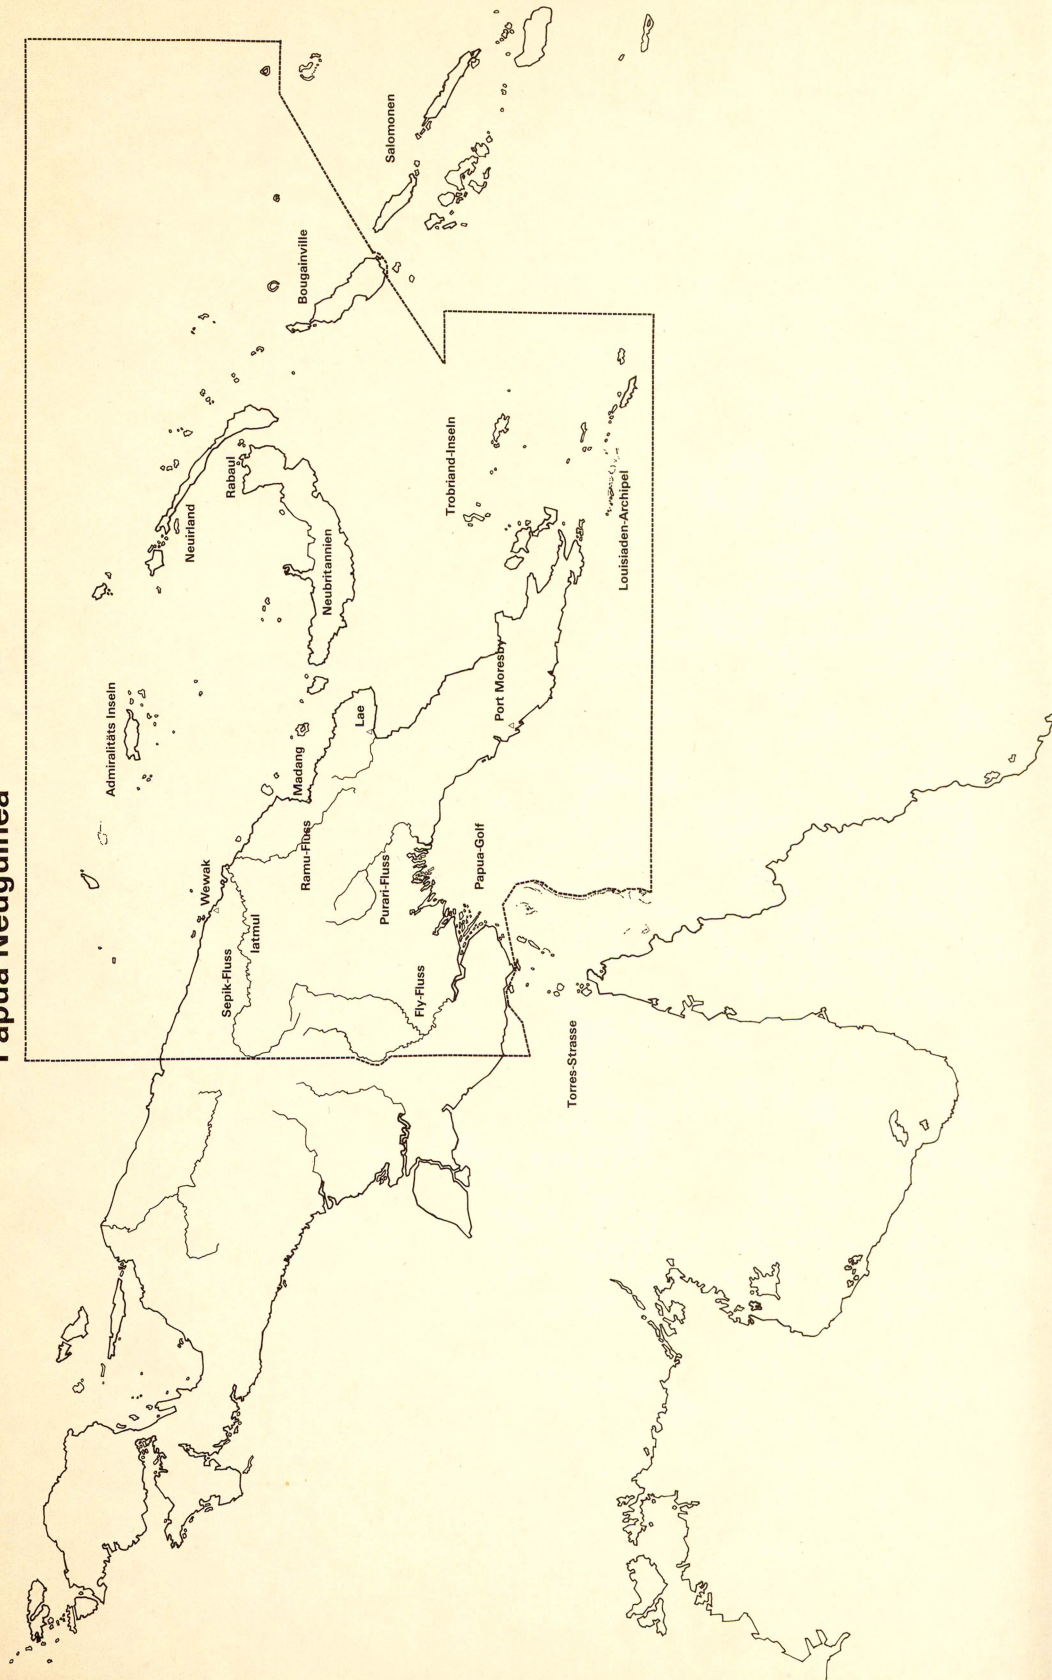 Papua Neuguinea
Admiralitäts Inseln
Neuirland
Rabaul
Neubritannien
Bougainville
Salomonen
Wewak
Sepik-Fluss
Iatmul
Ramu-Fluss
Madang
Lae
Purari-Fluss
Fly-Fluss
Papua-Golf
Port Moresby
Trobriand-Inseln
Louisiaden-Archipel
Torres-Strasse